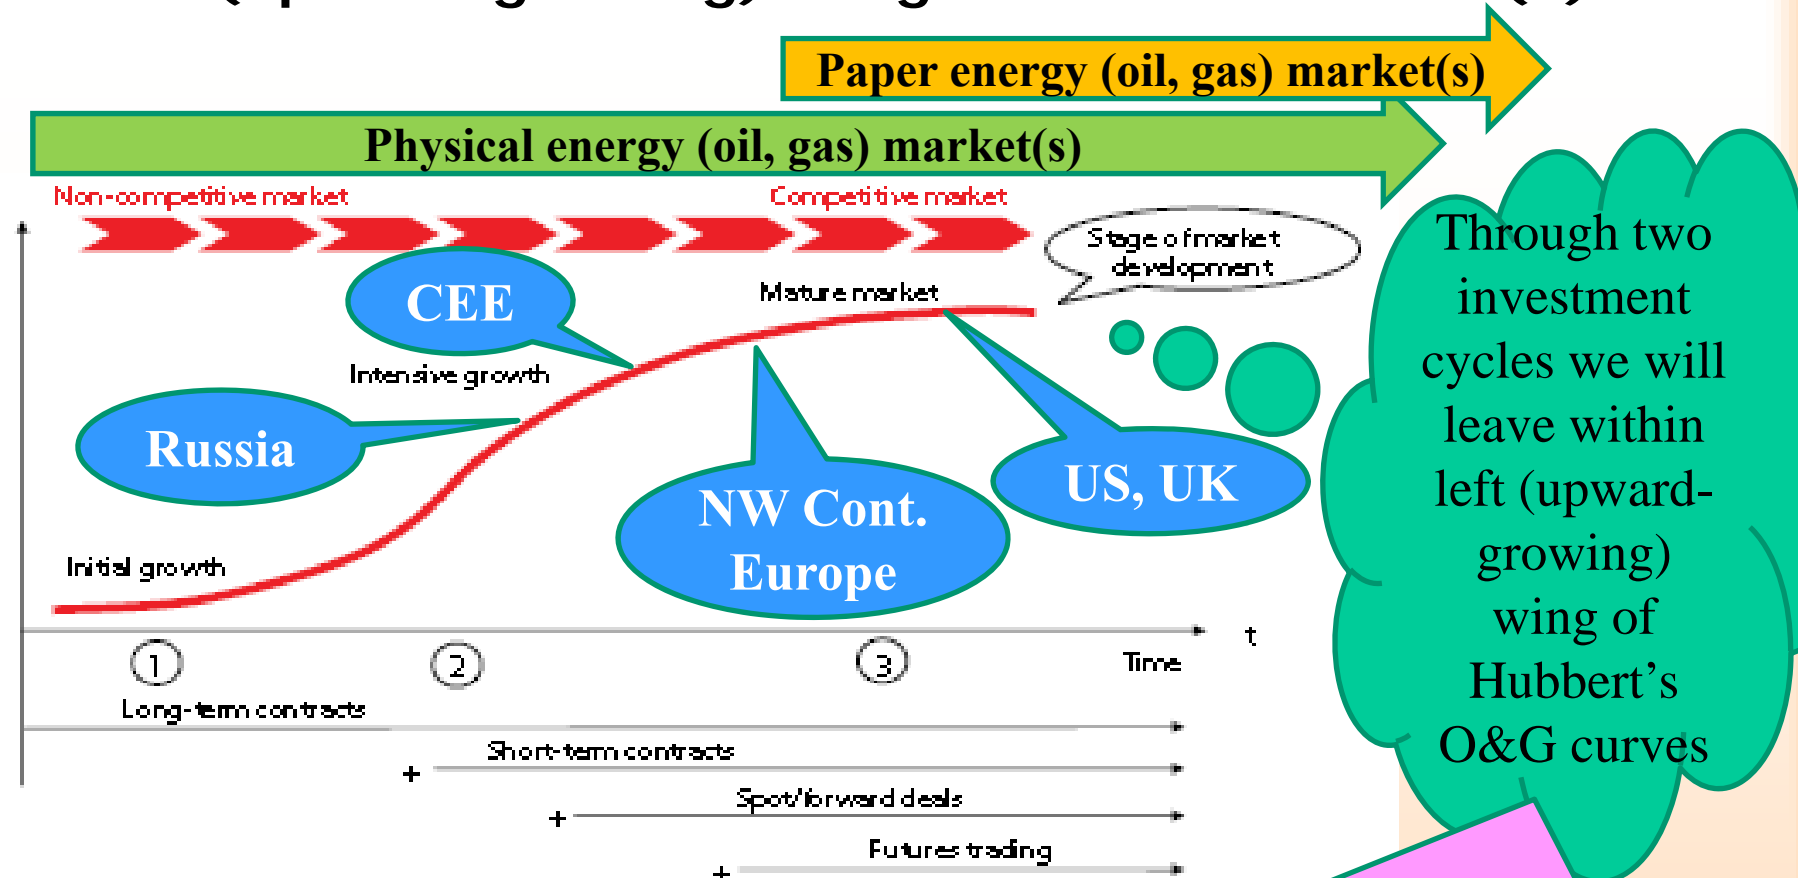 Paper energy (oil, gas) market(s)
Physical energy (oil, gas) market(s)
Non-competitive market
Competitive market
Stage of market
development
Mature market
CEE
Intensive growth
Russia
NW Cont.
Europe
US, UK
Initial growth
1
2
3
t
Time
Long-term contracts
+
Short-term contracts
+
Spot/forward deals
+
Futures trading
Through two
investment
cycles we will
leave within
left (upward-
growing)
wing of
Hubbert’s
O&G curves